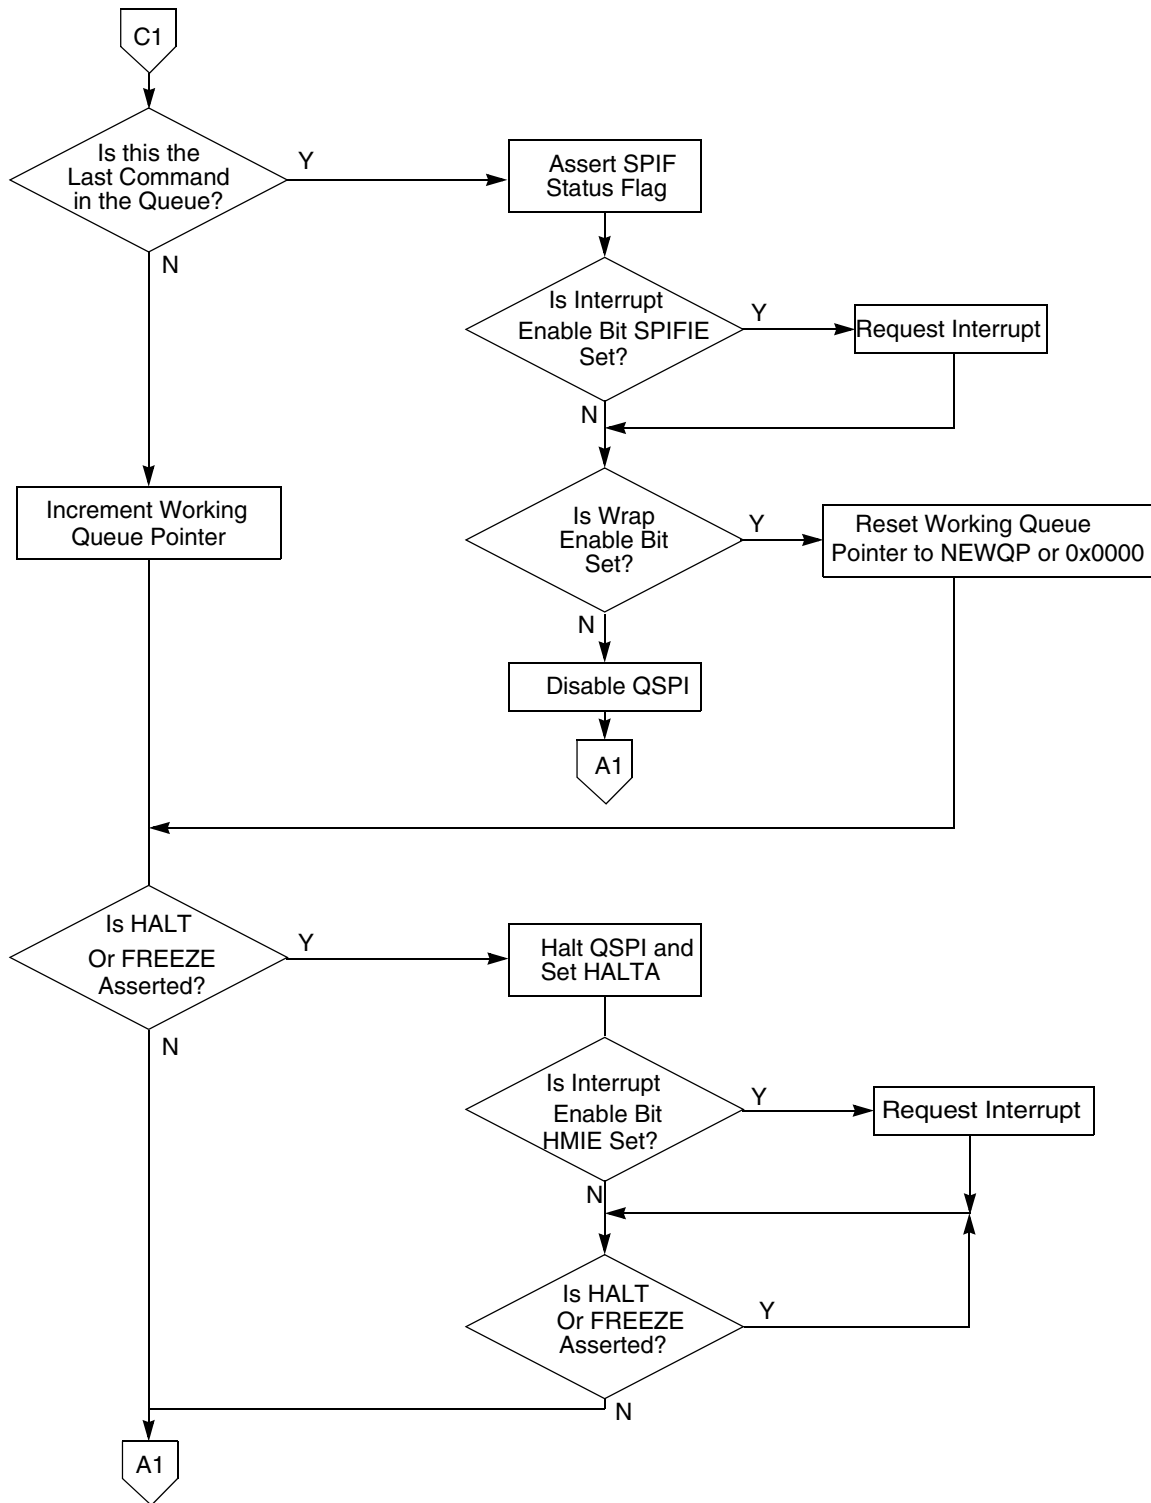 C1
Is this the
Last Command
in the Queue?
Y
N
Assert SPIF
Status Flag
Is Interrupt
Enable Bit SPIFIE
Set?
Y
N
Request Interrupt
Increment Working
Queue Pointer
Is Wrap
Enable Bit
Set?
Y
N
Reset Working Queue
Pointer to NEWQP or 0x0000
Disable QSPI
A1
Is HALT
Or FREEZE
Asserted?
Y
N
Halt QSPI and
Set HALTA
Is Interrupt
Enable Bit
HMIE Set?
Y
N
Request Interrupt
Is HALT
Or FREEZE
Asserted?
Y
N
A1